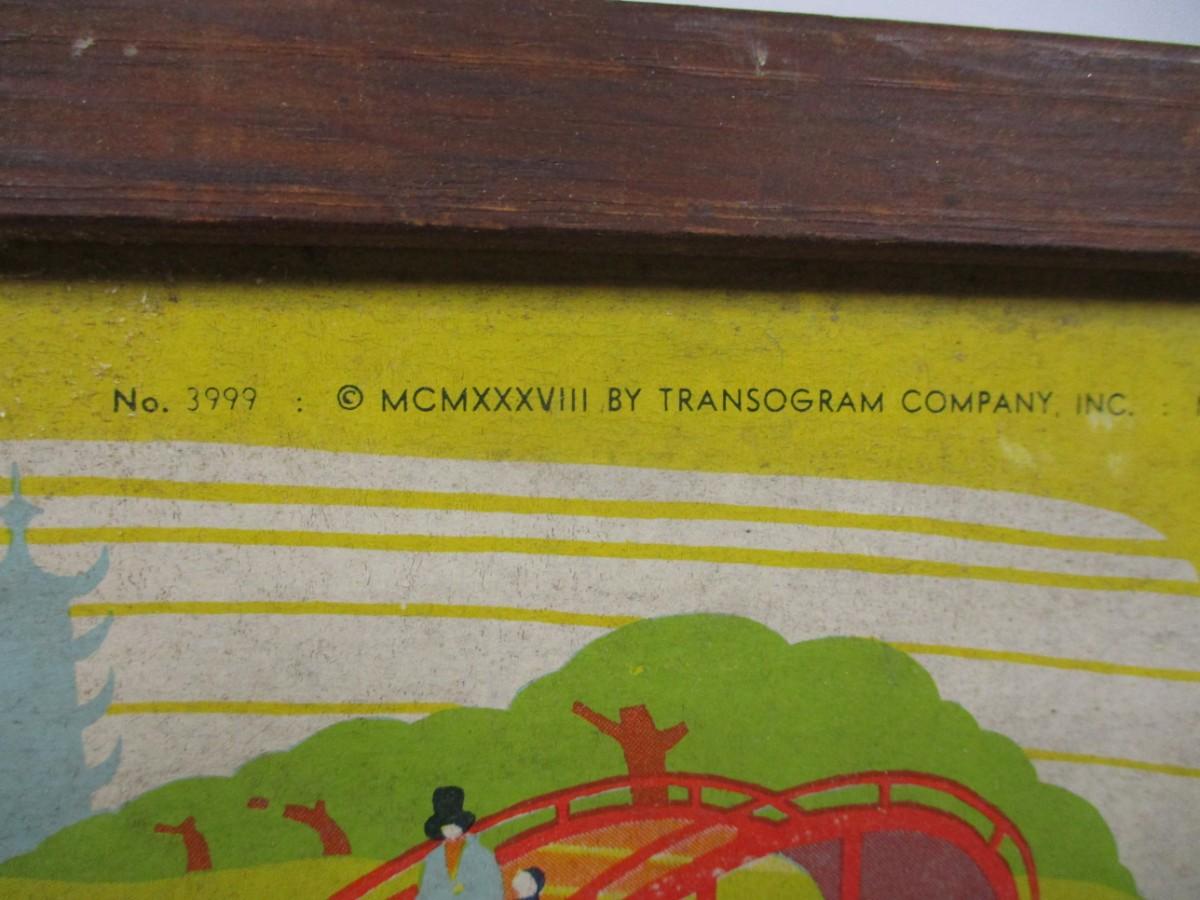 No. 3999 : © MCMXXXVIII BY TRANSOGRAM COMPANY, INC. :